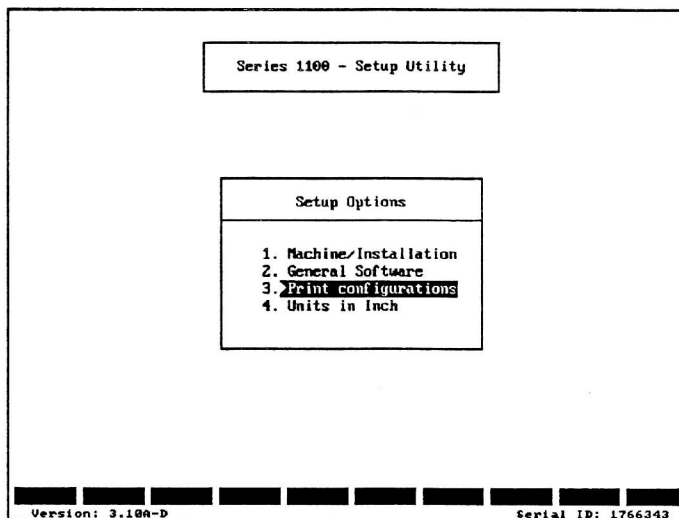 Series 1100 - Setup Utility
Setup Options
1. Machine/Installation
2. General Software
3. Print configurations
4. Units in Inch
Version: 3.10A-D
Serial ID: 1766343